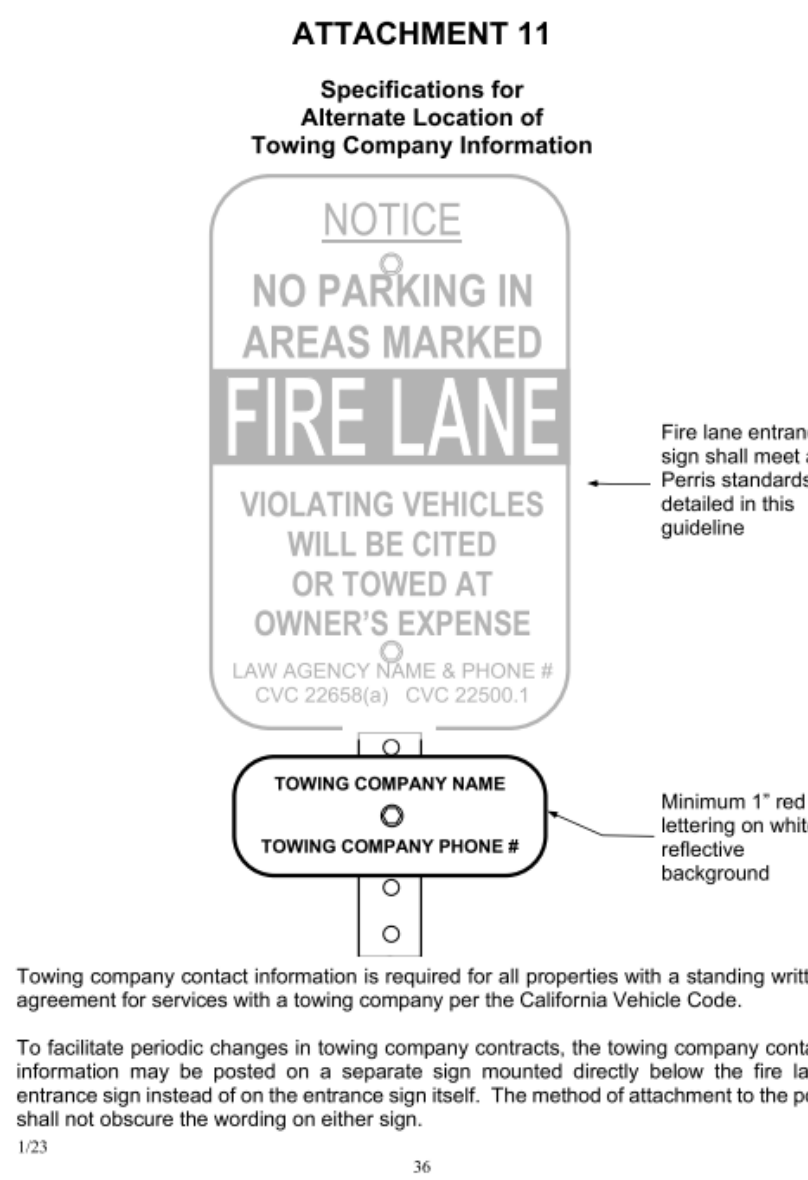 ATTACHMENT 11
Specifications for
Alternate Location of
Towing Company Information
NOTICE
NO PARKING IN
AREAS MARKED
FIRE LANE
VIOLATING VEHICLES
WILL BE CITED
OR TOWED AT
OWNER'S EXPENSE
LAW AGENCY NAME & PHONE #
CVC 22658(a) CVC 22500.1
Fire lane
sign shall meet
Perris standards
detailed in this
guideline
TOWING COMPANY NAME
TOWING COMPANY PHONE #
Minimum 1" red
lettering on
reflective
background
Towing company contact information is required for all properties with a standing
agreement for services with a towing company per the California Vehicle Code.
To facilitate periodic changes in towing company contracts, the towing company
information may be posted on a separate sign mounted directly below the fire
entrance sign instead of on the entrance sign itself. The method of attachment to the
shall not obscure the wording on either sign.
1/23
36